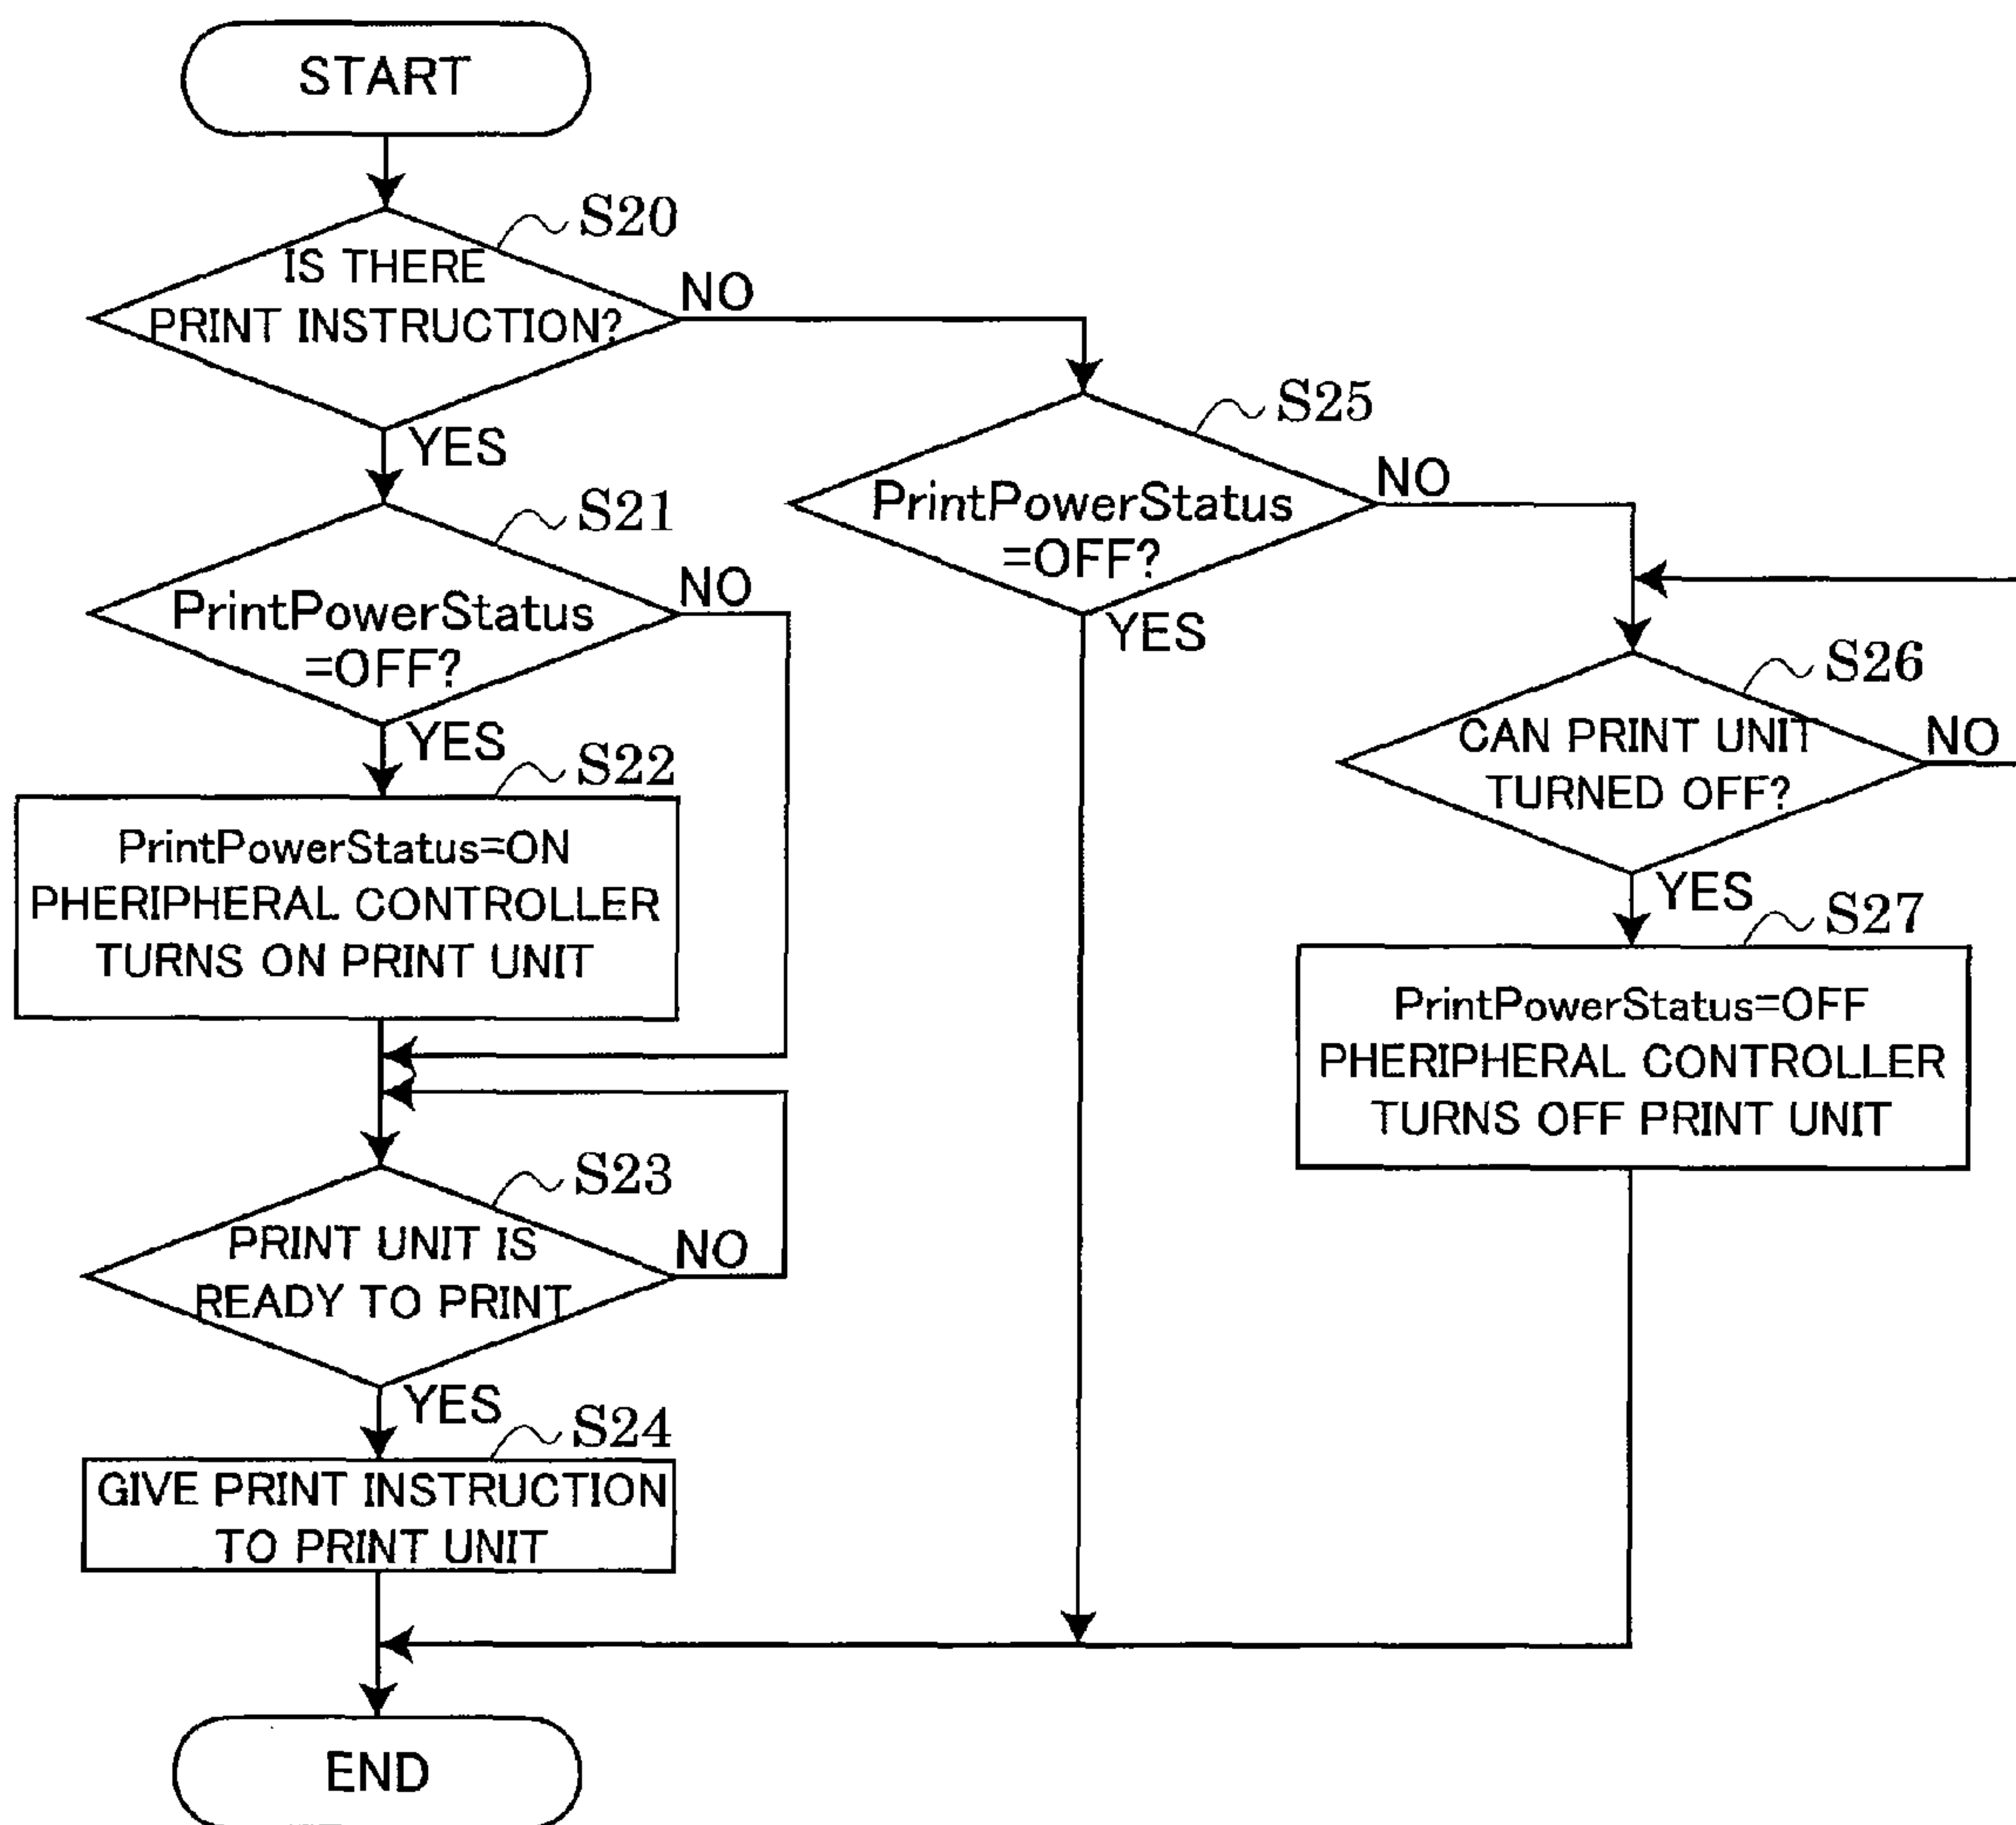 START
S20
IS THERE
PRINT INSTRUCTION?
NO
YES
S21
PrintPowerStatus
=OFF?
NO
YES
S22
PrintPowerStatus=ON
PHERIPHERAL CONTROLLER
TURNS ON PRINT UNIT
S23
PRINT UNIT IS
READY TO PRINT
NO
YES
S24
GIVE PRINT INSTRUCTION
TO PRINT UNIT
S25
PrintPowerStatus
=OFF?
NO
YES
S26
CAN PRINT UNIT
TURNED OFF?
NO
YES
S27
PrintPowerStatus=OFF
PHERIPHERAL CONTROLLER
TURNS OFF PRINT UNIT
END